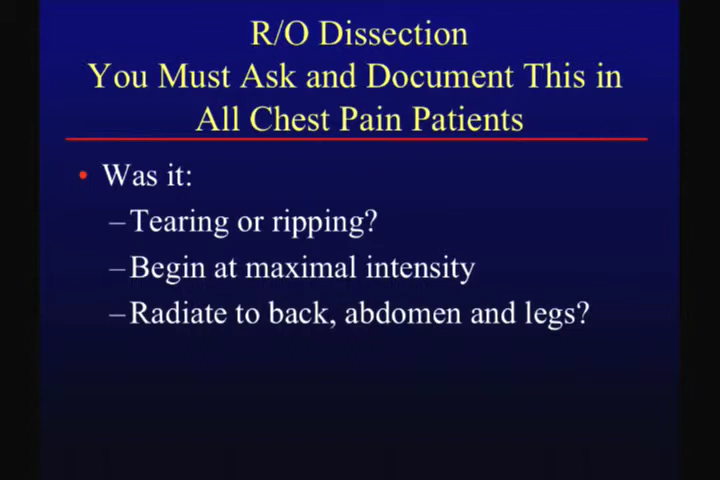 R/O Dissection
You Must Ask and Document This in
All Chest Pain Patients
• Was it:
–Tearing or ripping?
–Begin at maximal intensity
–Radiate to back, abdomen and legs?